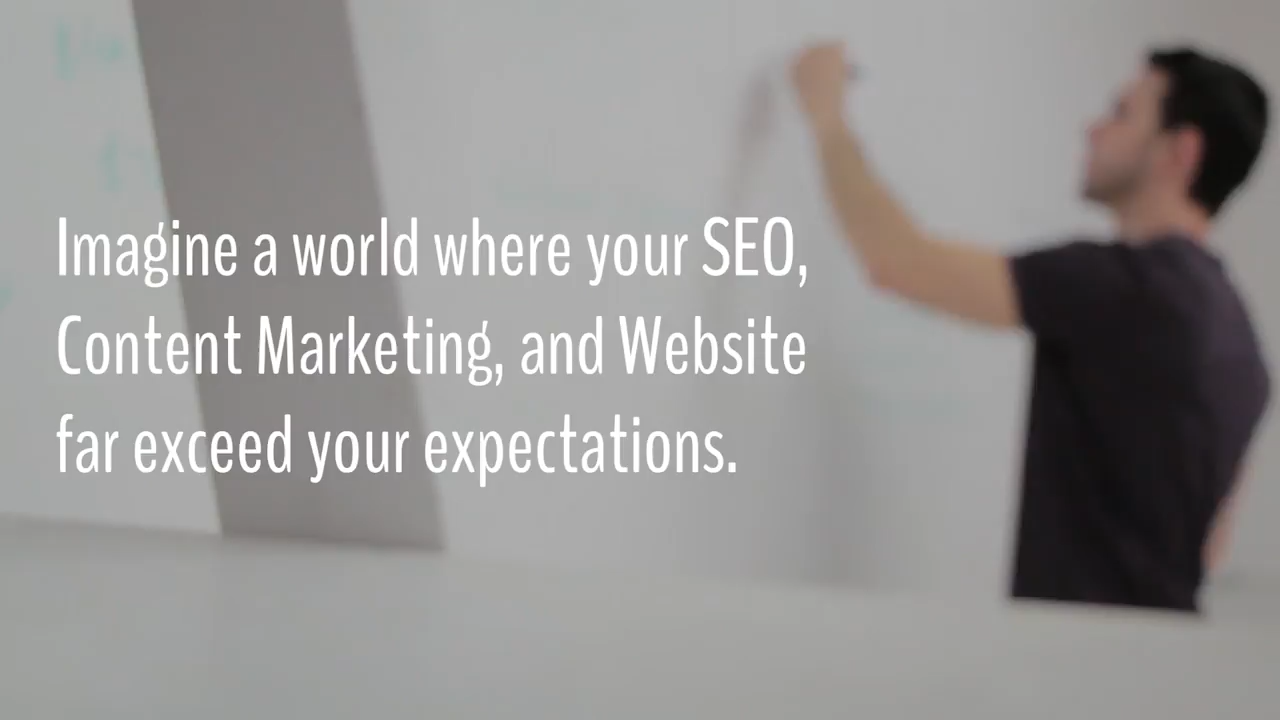 Imagine a world where your SEO,
Content Marketing, and Website
far exceed your expectations.